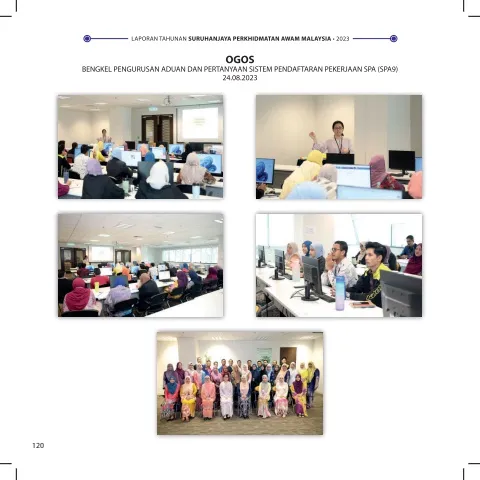 LAPORAN TAHUNAN SURUHANJAYA PERKHIDMATAN AWAM MALAYSIA • 2023
OGOS
BENGKEL PENGURUSAN ADUAN DAN PERTANYAAN SISTEM PENDAFTARAN PEKERJAAN SPA (SPA9)
24.08.2023
120